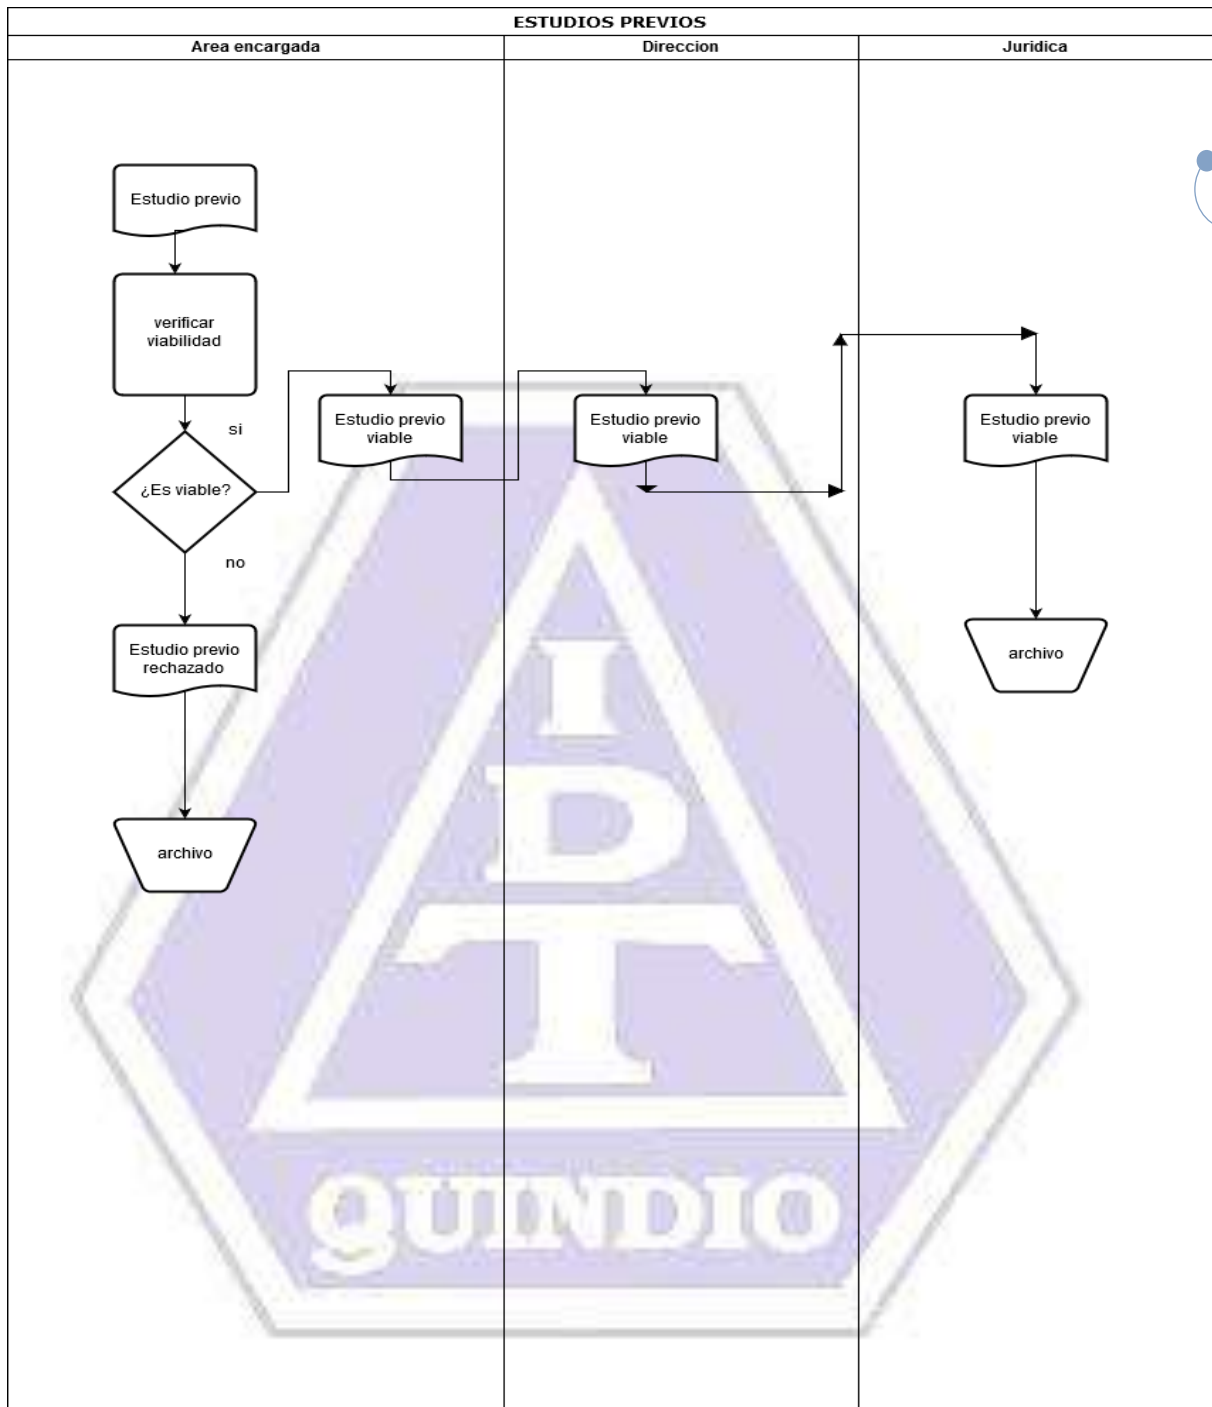 ESTUDIOS PREVIOS
Area encargada
Direccion
Juridica
Estudio previo
verificar
viabilidad
si
¿Es viable?
no
Estudio previo
rechazado
archivo
Estudio previo
viable
Estudio previo
viable
Estudio previo
viable
archivo
I
D
T
QUINDIO